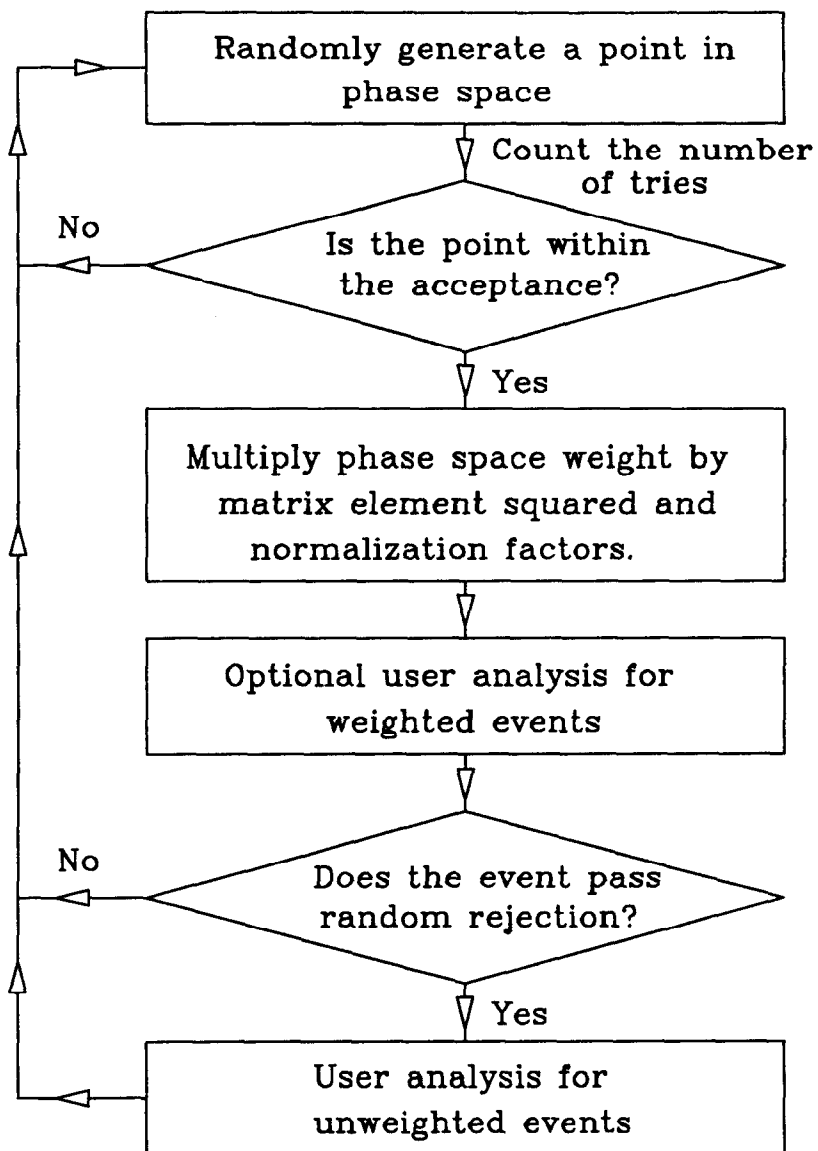 Randomly generate a point in
phase space
Count the number
of tries
No
Is the point within
the acceptance?
Yes
Multiply phase space weight by
matrix element squared and
normalization factors.
Optional user analysis for
weighted events
No
Does the event pass
random rejection?
Yes
User analysis for
unweighted events